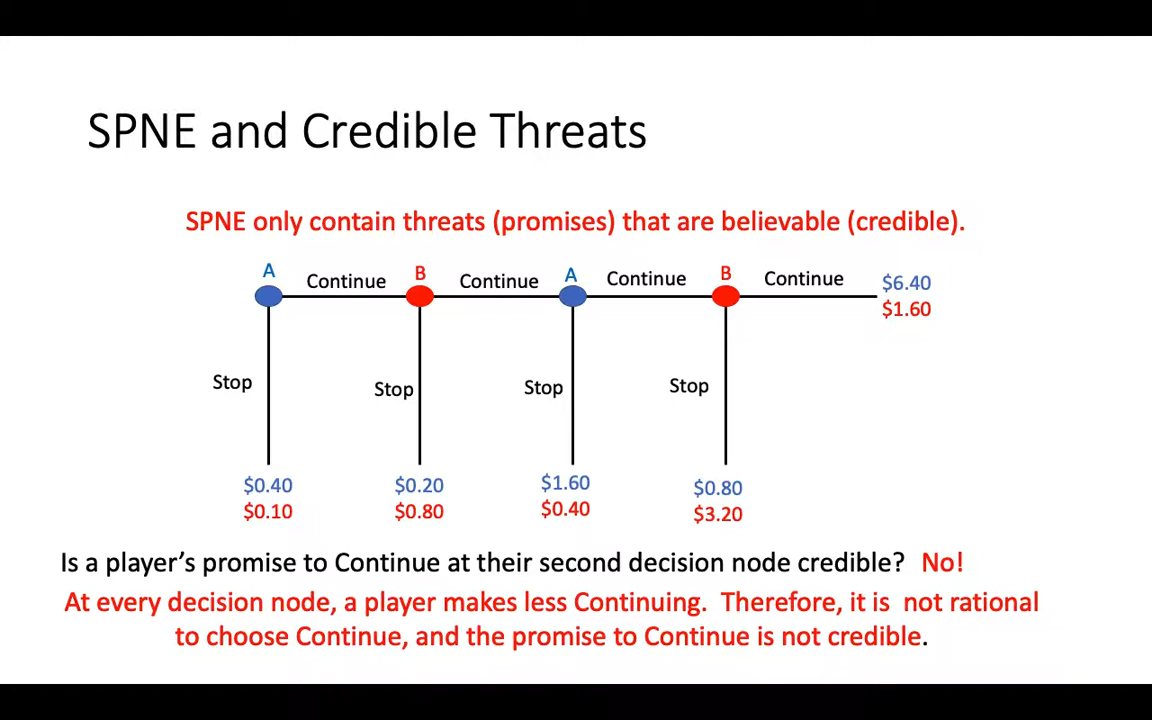 SPNE and Credible Threats
SPNE only contain threats (promises) that are believable (credible).
A Continue B Continue A Continue B Continue $6.40
$1.60
Stop Stop Stop Stop
$0.40 $0.20 $1.60 $0.80
$0.10 $0.80 $0.40 $3.20
Is a player’s promise to Continue at their second decision node credible? No!
At every decision node, a player makes less Continuing. Therefore, it is not rational
to choose Continue, and the promise to Continue is not credible.